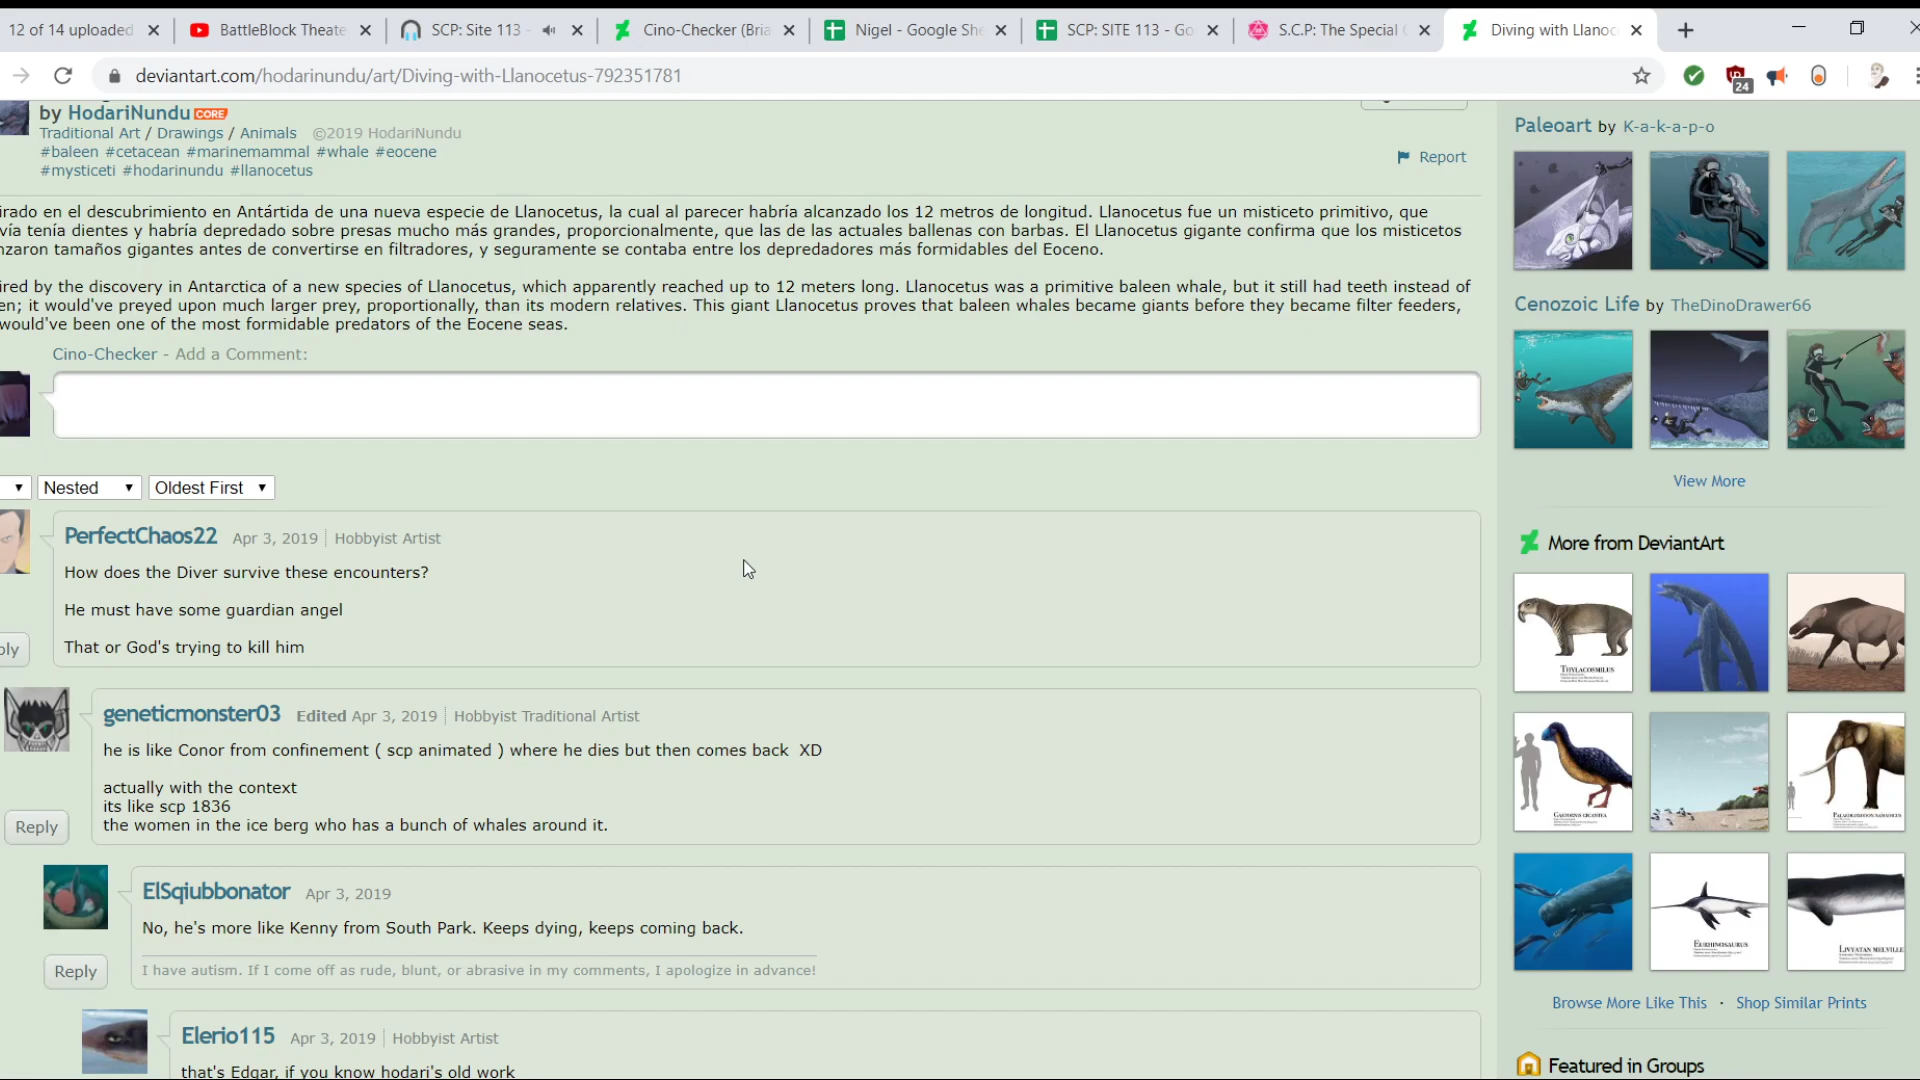 12 of 14 uploaded
BattleBlock Theate
SCP: Site 113 -
Cino-Checker (Bria
Nigel - Google She
SCP: SITE 113 - Go
S.C.P: The Special C
Diving with Llanoc
deviantart.com/hodarinundu/art/Diving-with-Llanocetus-792351781
24
by HodariNundu CORE
Traditional Art / Drawings / Animals ©2019 HodariNundu
#baleen #cetacean #marinemammal #whale #eocene
#mysticeti #hodarinundu #llanocetus
Report
irado en el descubrimiento en Antártida de una nueva especie de Llanocetus, la cual al parecer habría alcanzado los 12 metros de longitud. Llanocetus fue un misticeto primitivo, que
vía tenía dientes y habría depredado sobre presas mucho más grandes, proporcionalmente, que las de las actuales ballenas con barbas. El Llanocetus gigante confirma que los misticetos
nzaron tamaños gigantes antes de convertirse en filtradores, y seguramente se contaba entre los depredadores más formidables del Eoceno.
ired by the discovery in Antarctica of a new species of Llanocetus, which apparently reached up to 12 meters long. Llanocetus was a primitive baleen whale, but it still had teeth instead of
en; it would've preyed upon much larger prey, proportionally, than its modern relatives. This giant Llanocetus proves that baleen whales became giants before they became filter feeders,
would've been one of the most formidable predators of the Eocene seas.
Cino-Checker - Add a Comment:
Nested
Oldest First
PerfectChaos22 Apr 3, 2019 Hobbyist Artist
How does the Diver survive these encounters?
He must have some guardian angel
That or God's trying to kill him
ply
geneticmonster03 Edited Apr 3, 2019 Hobbyist Traditional Artist
he is like Conor from confinement ( scp animated ) where he dies but then comes back XD
actually with the context
its like scp 1836
the women in the ice berg who has a bunch of whales around it.
Reply
ElSqiubbonator Apr 3, 2019
No, he's more like Kenny from South Park. Keeps dying, keeps coming back.
I have autism. If I come off as rude, blunt, or abrasive in my comments, I apologize in advance!
Reply
Elerio115 Apr 3, 2019 Hobbyist Artist
that's Edgar, if you know hodari's old work
Paleoart by K-a-k-a-p-o
Cenozoic Life by TheDinoDrawer66
View More
More from DeviantArt
THYLACOSMILUS
GASTORNIS GIGANTEA
PALAEOLOXODON NAMADICUS
EURHINOSAURUS
LIVYATAN MELVILLE
Browse More Like This · Shop Similar Prints
Featured in Groups